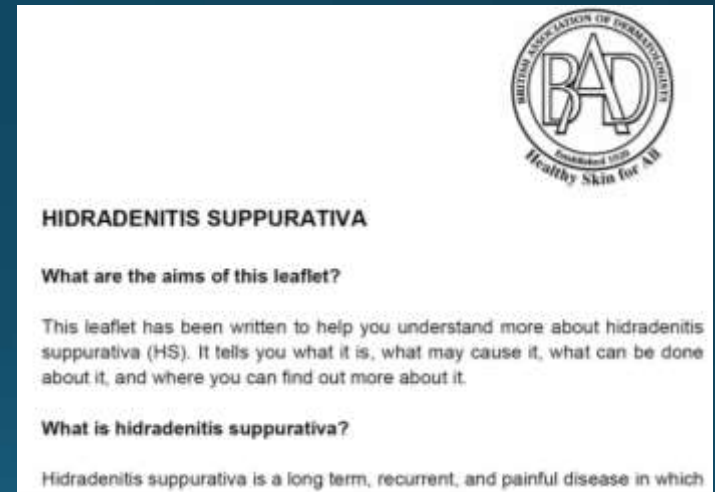 BRITISH ASSOCIATION OF DERMATOLOGISTS
BAD
Established 1920
Healthy Skin for All
HIDRADENITIS SUPPURATIVA
What are the aims of this leaflet?
This leaflet has been written to help you understand more about hidradenitis
suppurativa (HS). It tells you what it is, what may cause it, what can be done
about it, and where you can find out more about it.
What is hidradenitis suppurativa?
Hidradenitis suppurativa is a long term, recurrent, and painful disease in which